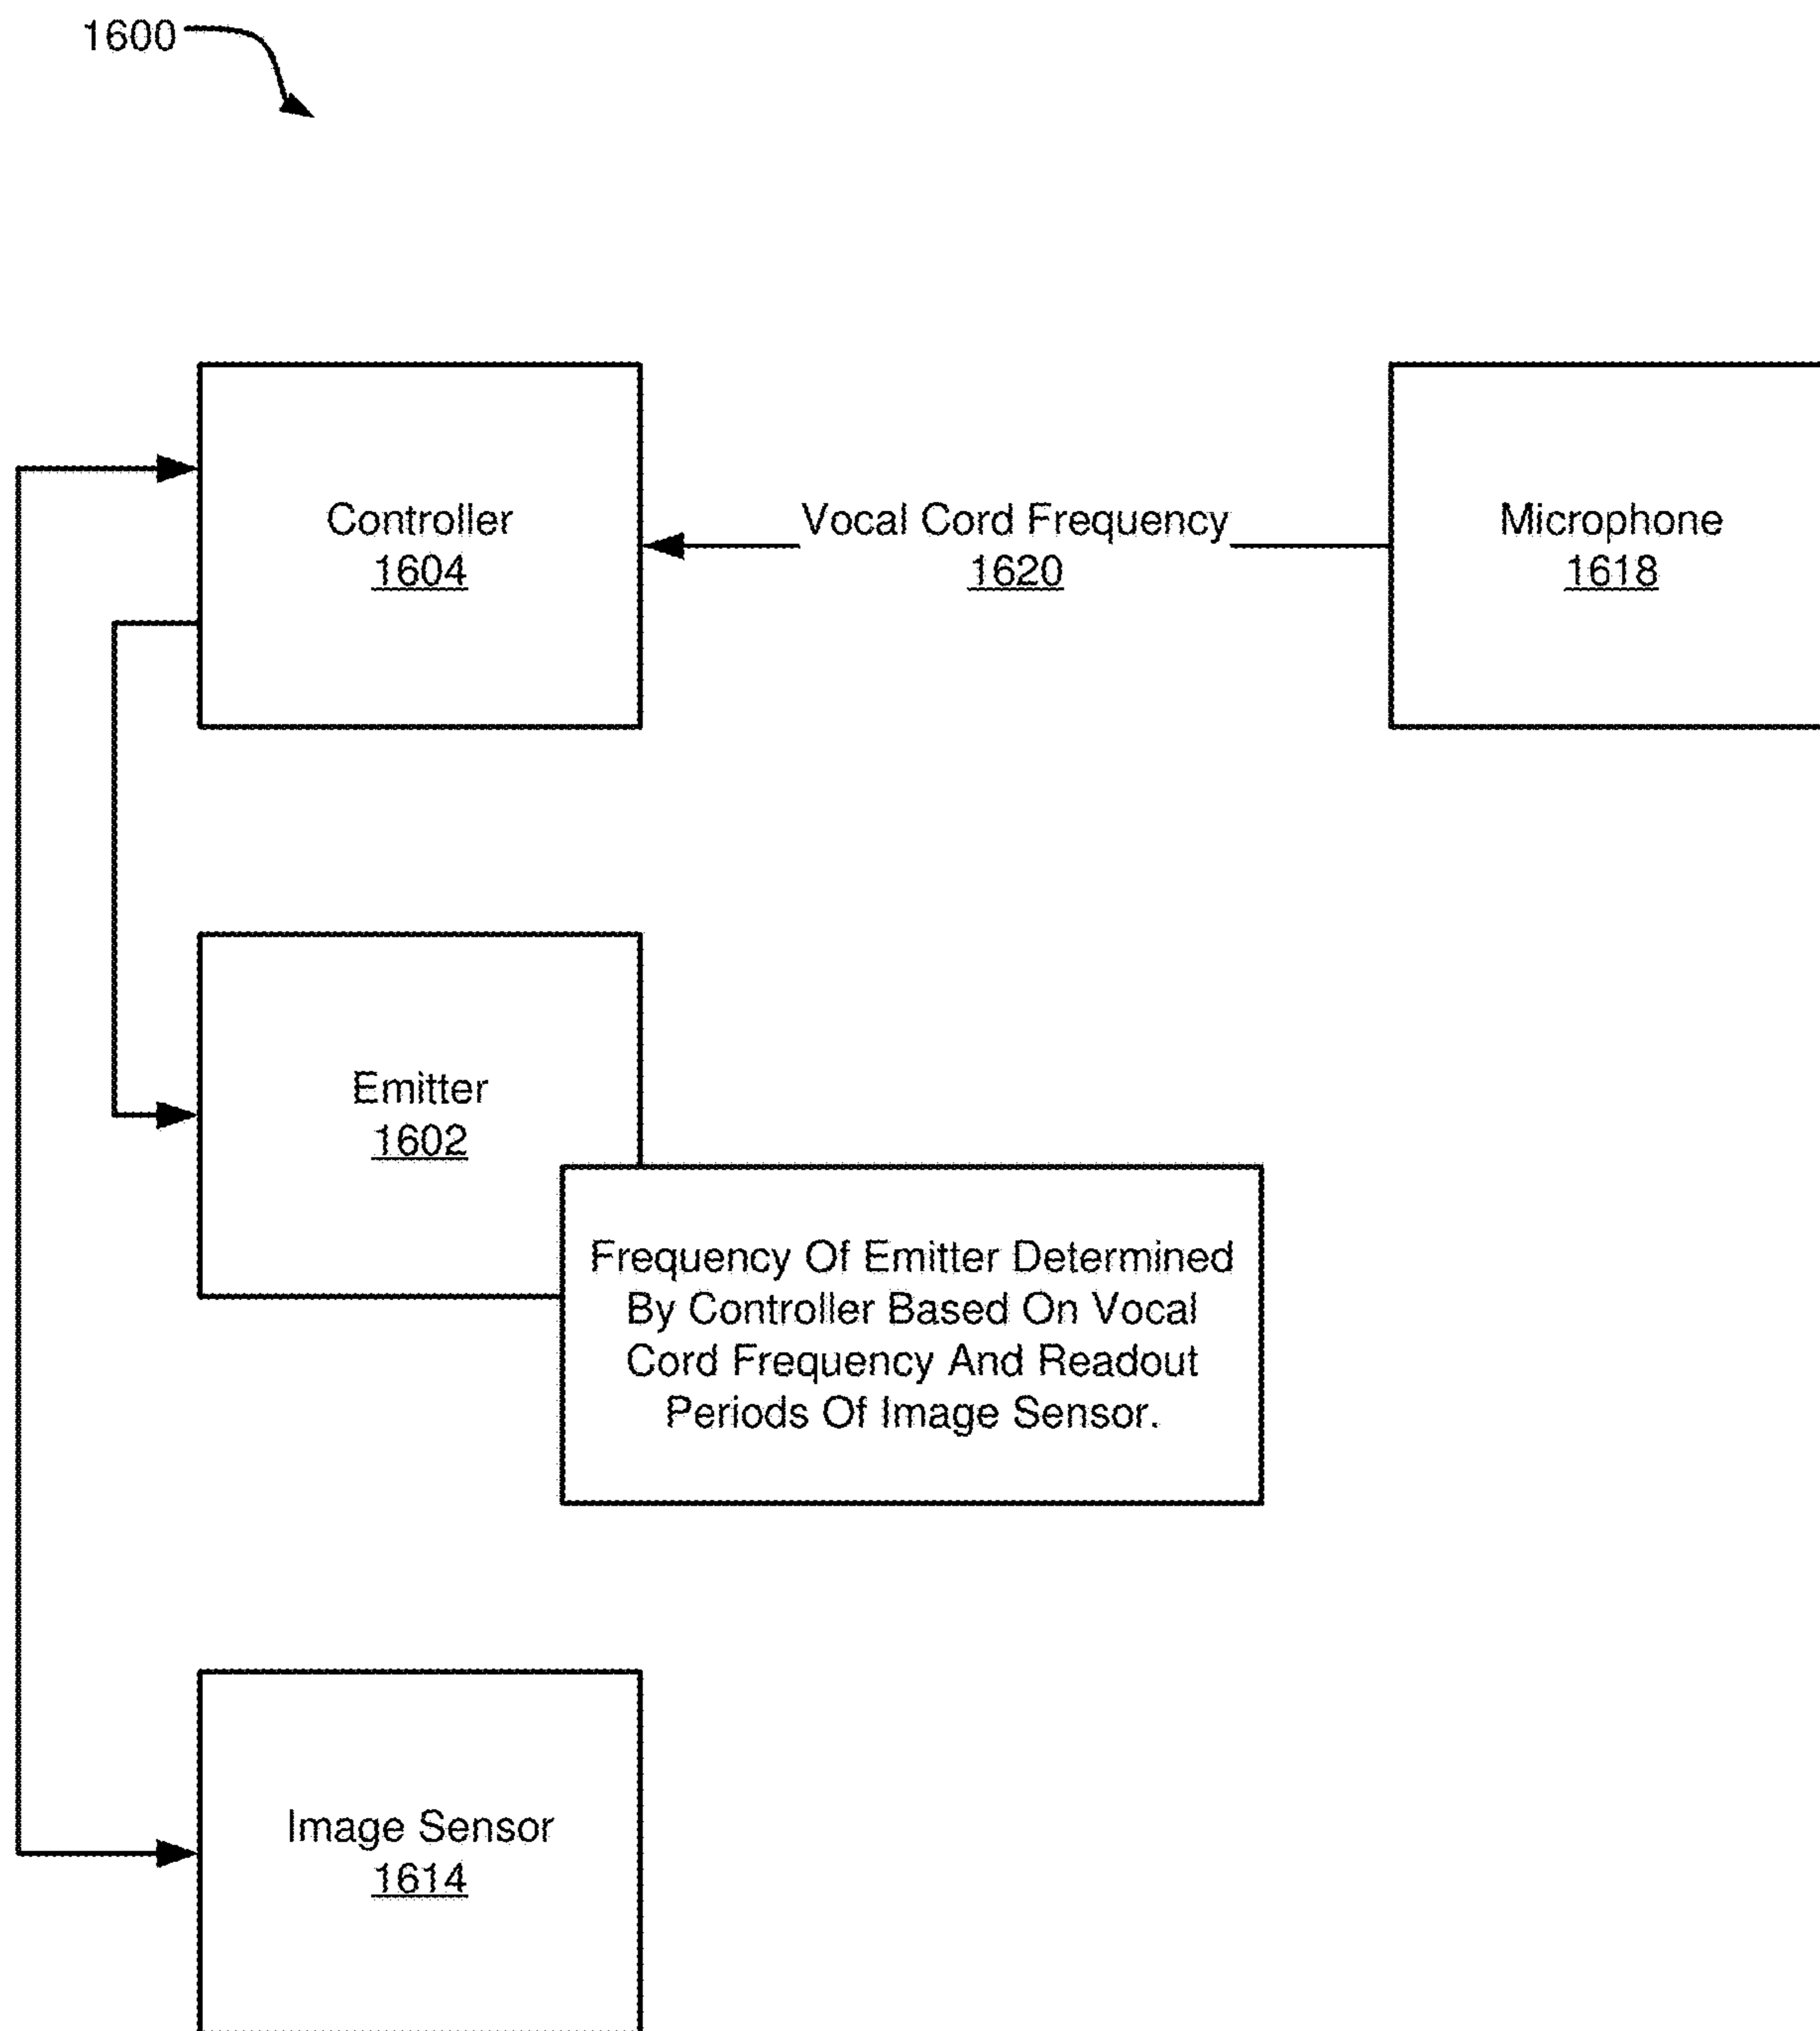 1600
Controller
1604
Vocal Cord Frequency
1620
Microphone
1618
Emitter
1602
Frequency Of Emitter Determined
By Controller Based On Vocal
Cord Frequency And Readout
Periods Of Image Sensor.
Image Sensor
1614